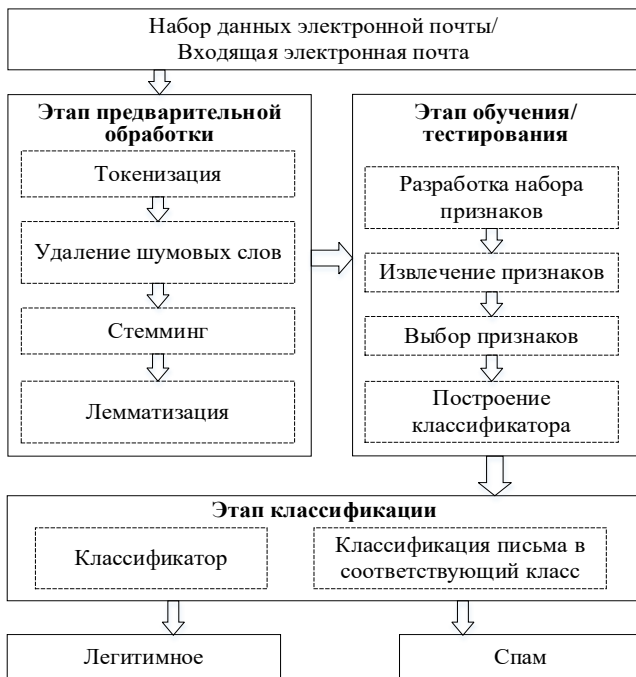 Набор данных электронной почты/
Входящая электронная почта
Этап предварительной
обработки
Токенизация
Удаление шумовых слов
Стемминг
Лемматизация
Этап обучения/
тестирования
Разработка набора
признаков
Извлечение признаков
Выбор признаков
Построение
классификатора
Этап классификации
Классификатор
Классификация письма в
соответствующий класс
Легитимное
Спам